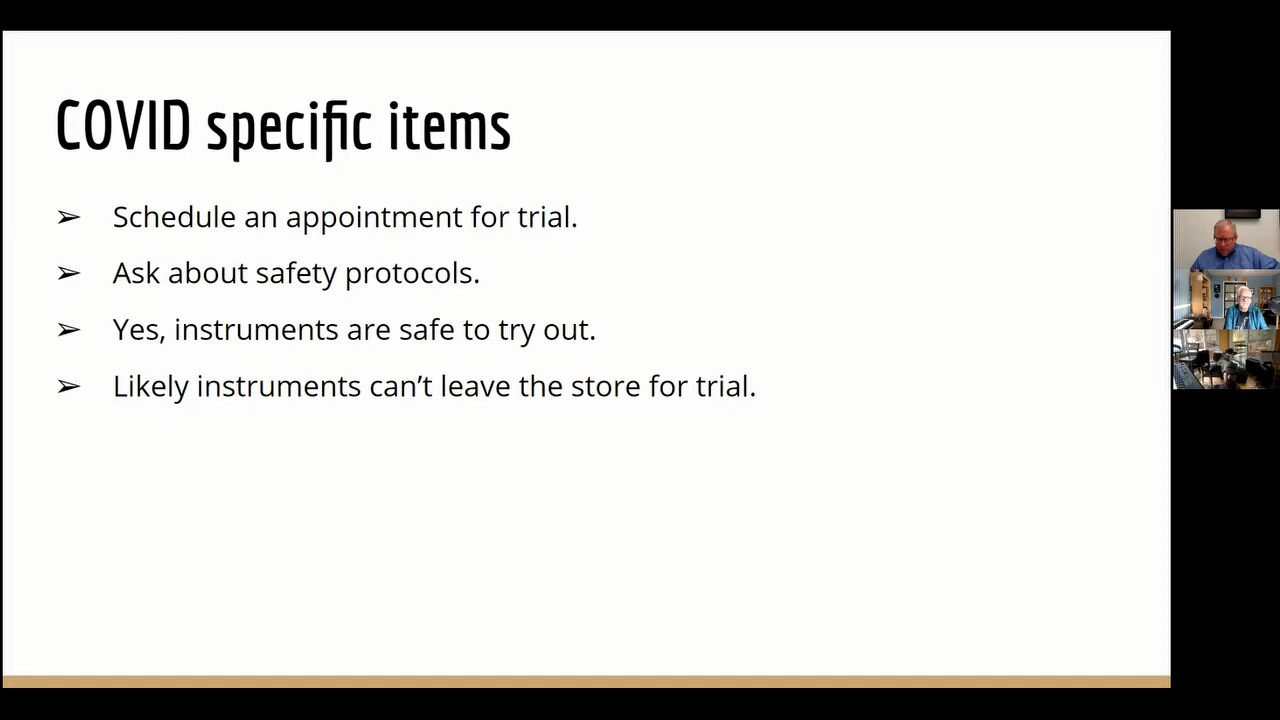 COVID specific items
➢ Schedule an appointment for trial.
➢ Ask about safety protocols.
➢ Yes, instruments are safe to try out.
➢ Likely instruments can’t leave the store for trial.